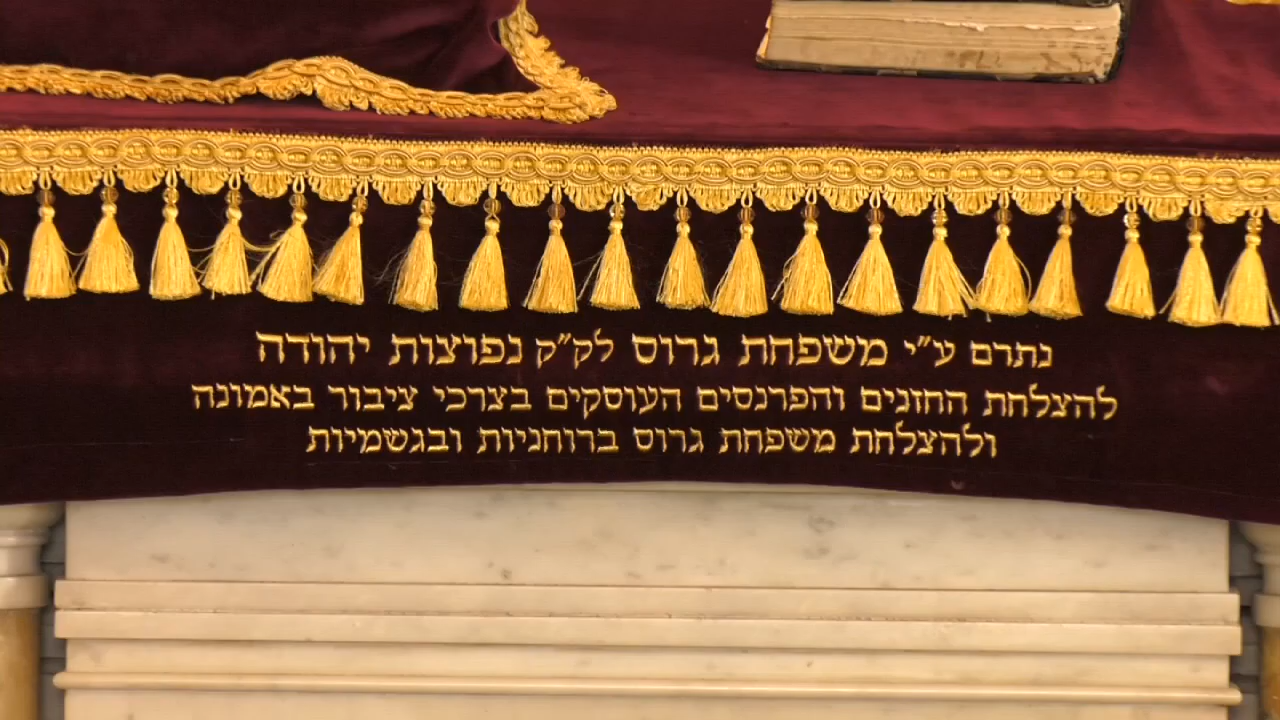 נתרם ע״י משפחת גרוס לק״ק נפוצות יהודה
להצלחת החזנים והפרנסים העוסקים בצרכי ציבור באמונה
ולהצלחת משפחת גרוס ברוחניות ובגשמיות